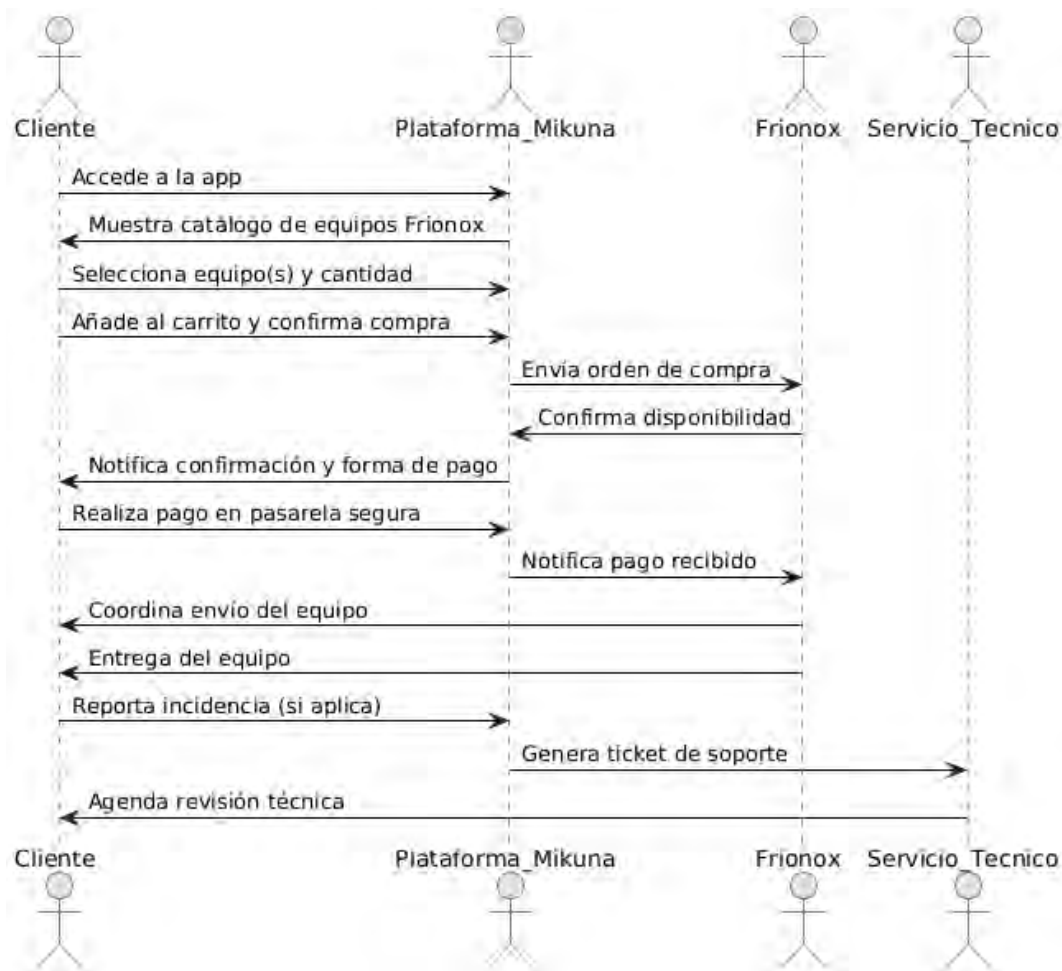 Cliente Plataforma_Mikuna Frionox Servicio_Tecnico
Accede a la app
Muestra catálogo de equipos Frionox
Selecciona equipo(s) y cantidad
Añade al carrito y confirma compra
Envía orden de compra
Confirma disponibilidad
Notifica confirmación y forma de pago
Realiza pago en pasarela segura
Notifica pago recibido
Coordina envío del equipo
Entrega del equipo
Reporta incidencia (si aplica)
Genera ticket de soporte
Agenda revisión técnica
Cliente Plataforma_Mikuna Frionox Servicio_Tecnico